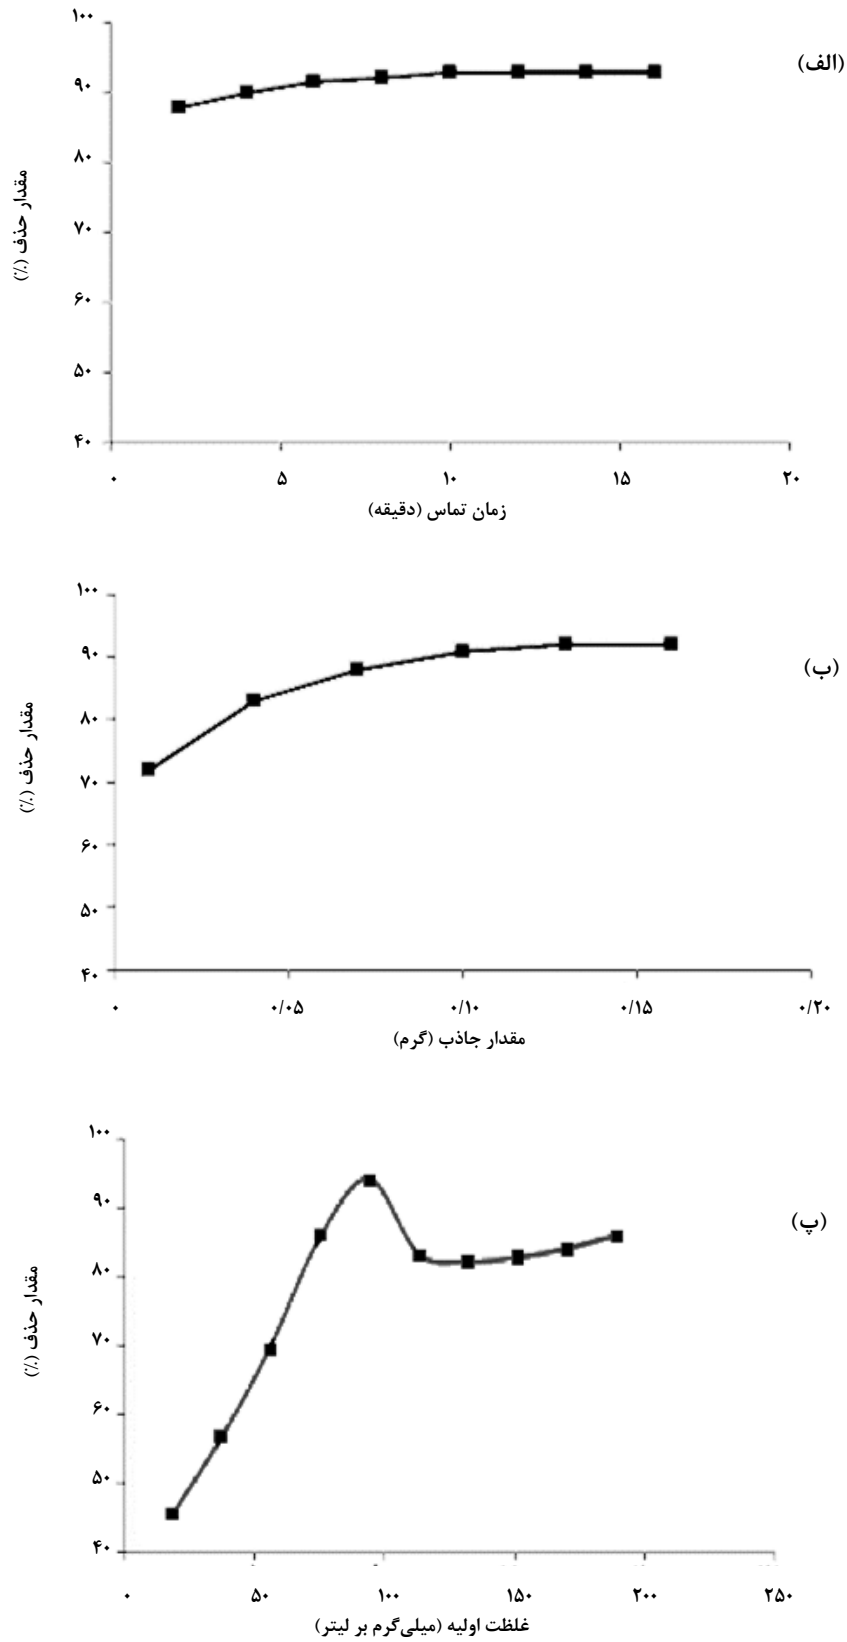 (الف)
۱۰۰
۹۰
۸۰
۷۰
۶۰
۵۰
۴۰
مقدار حذف (٪)
۰ ۵ ۱۰ ۱۵ ۲۰
زمان تماس (دقیقه)
(ب)
۱۰۰
۹۰
۸۰
۷۰
۶۰
۵۰
۴۰
مقدار حذف (٪)
۰ ۰/۰۵ ۰/۱۰ ۰/۱۵ ۰/۲۰
مقدار جاذب (گرم)
(پ)
۱۰۰
۹۰
۸۰
۷۰
۶۰
۵۰
۴۰
مقدار حذف (٪)
۰ ۵۰ ۱۰۰ ۱۵۰ ۲۰۰ ۲۵۰
غلظت اولیه (میلی‌گرم بر لیتر)